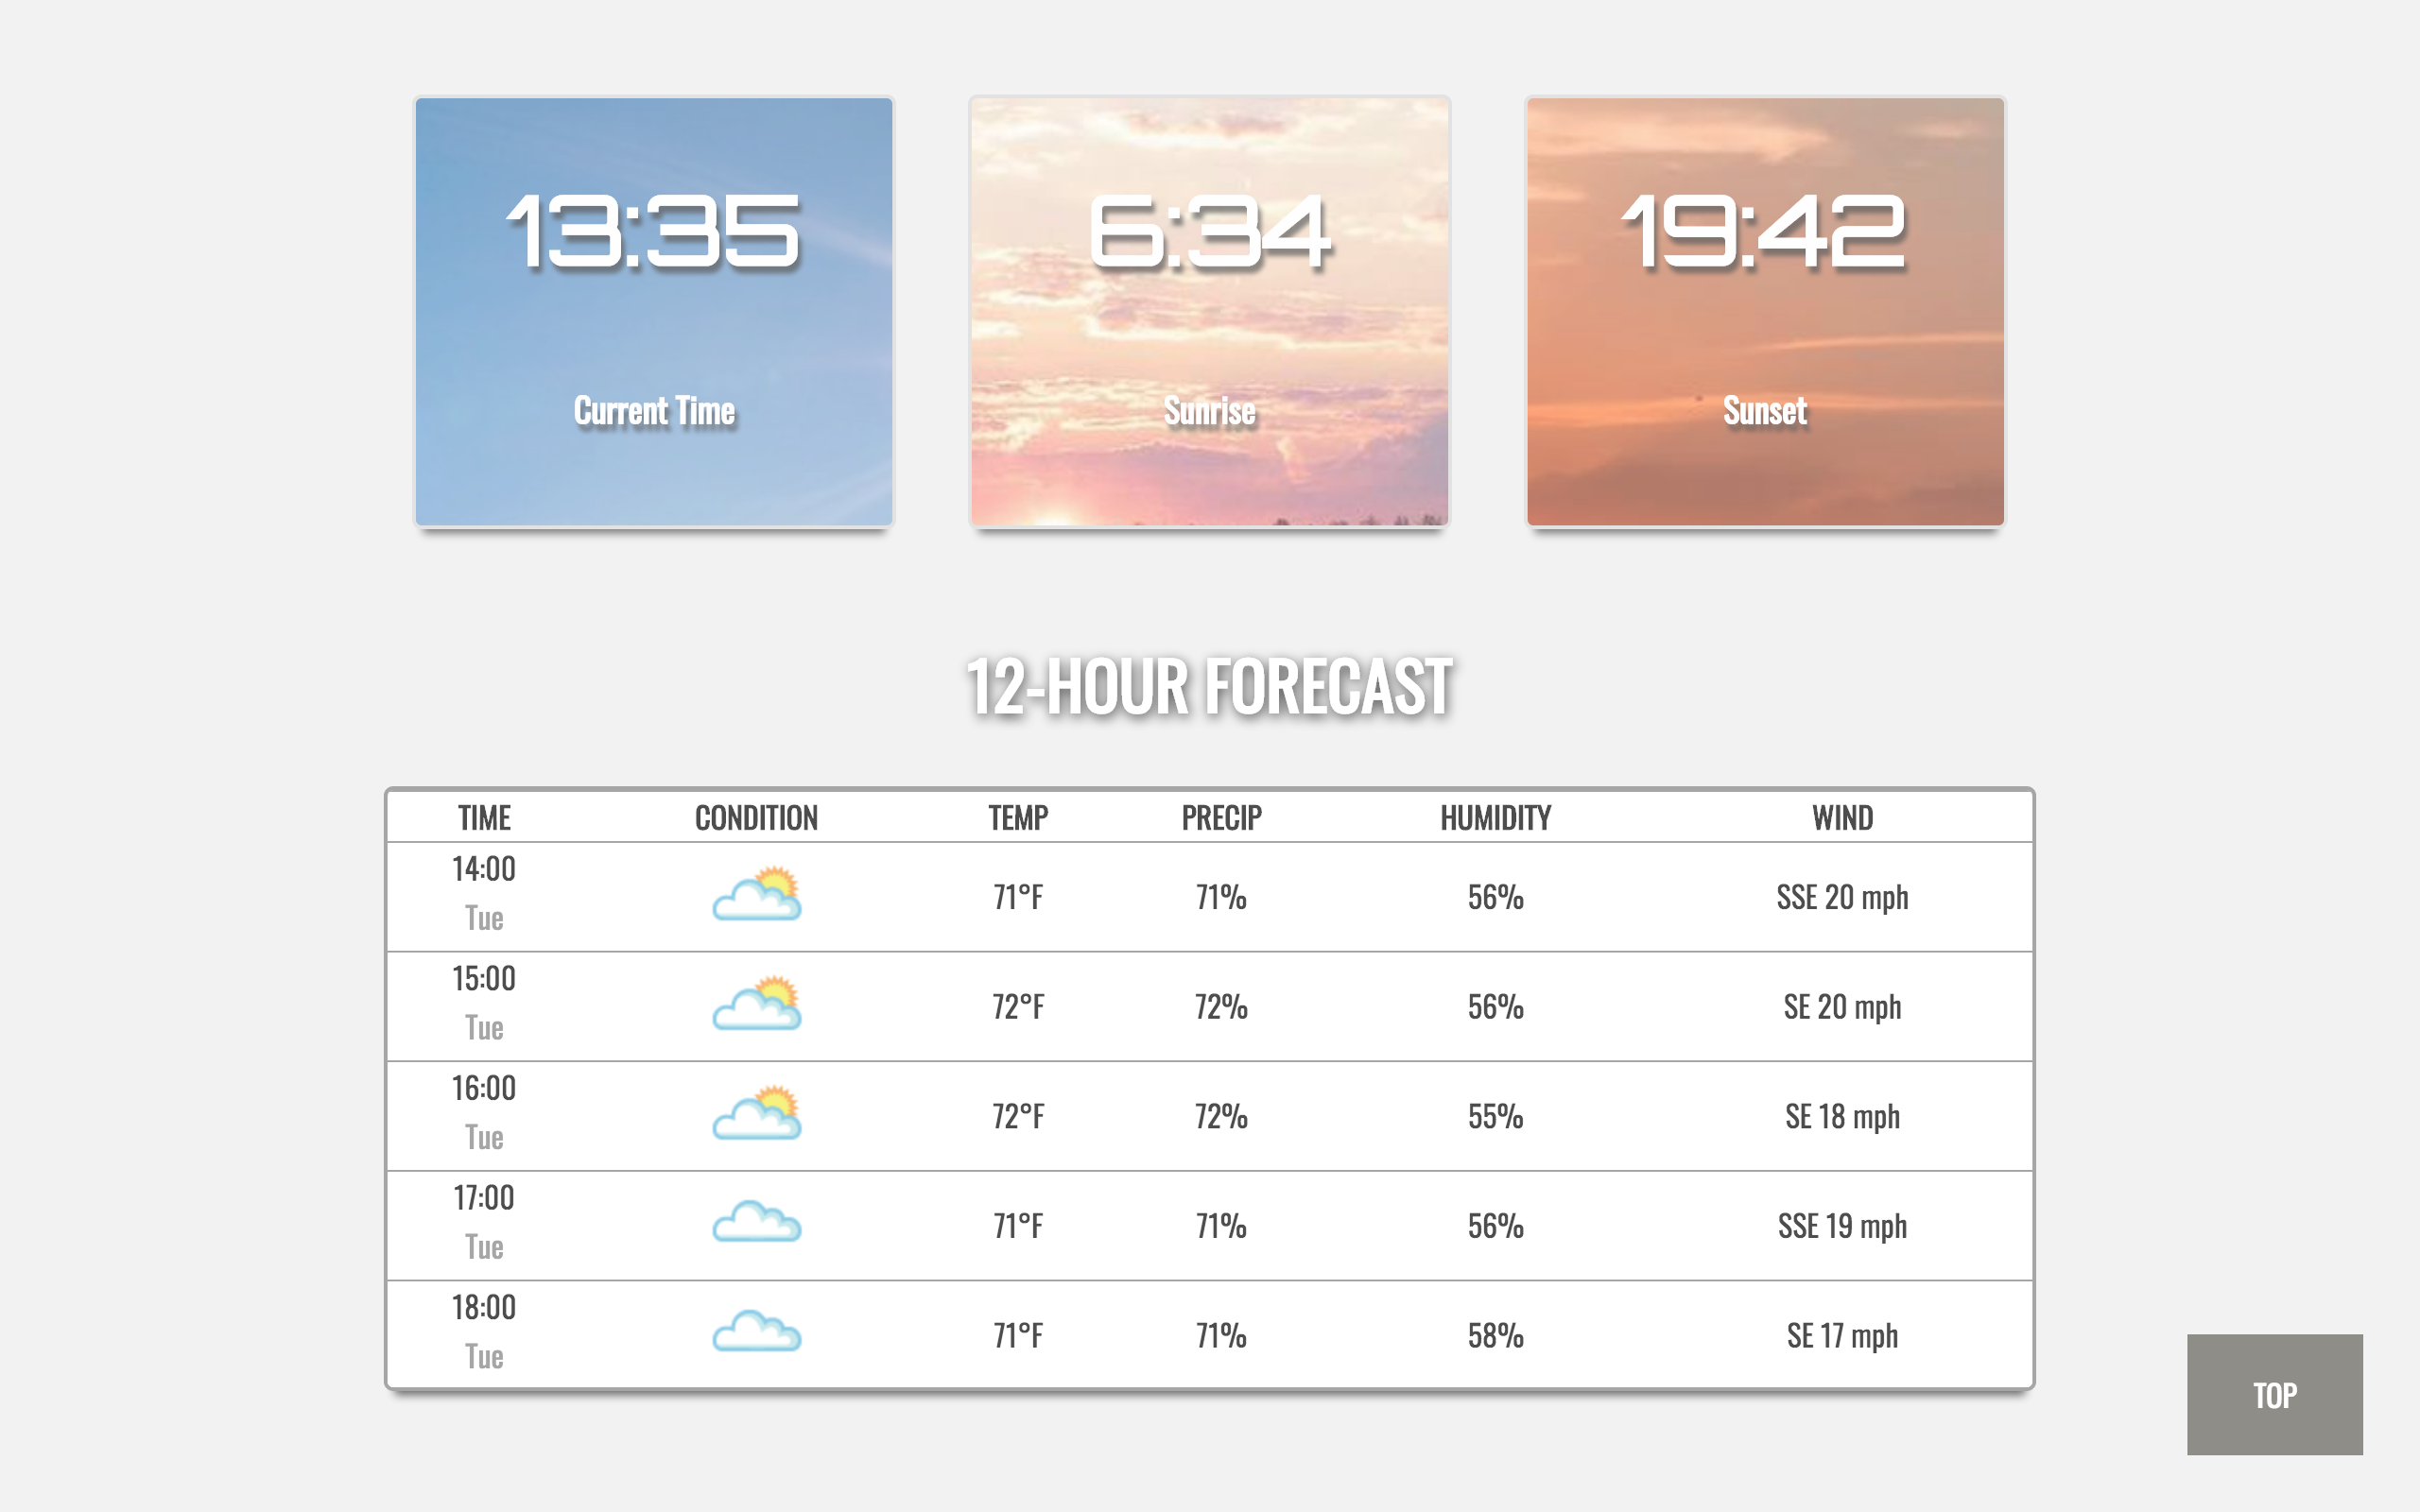 13:35
Current Time
6:34
Sunrise
19:42
Sunset
12-HOUR FORECAST
TIME CONDITION TEMP PRECIP HUMIDITY WIND
14:00
Tue
71°F 71% 56% SSE 20 mph
15:00
Tue
72°F 72% 56% SE 20 mph
16:00
Tue
72°F 72% 55% SE 18 mph
17:00
Tue
71°F 71% 56% SSE 19 mph
18:00
Tue
71°F 71% 58% SE 17 mph
TOP